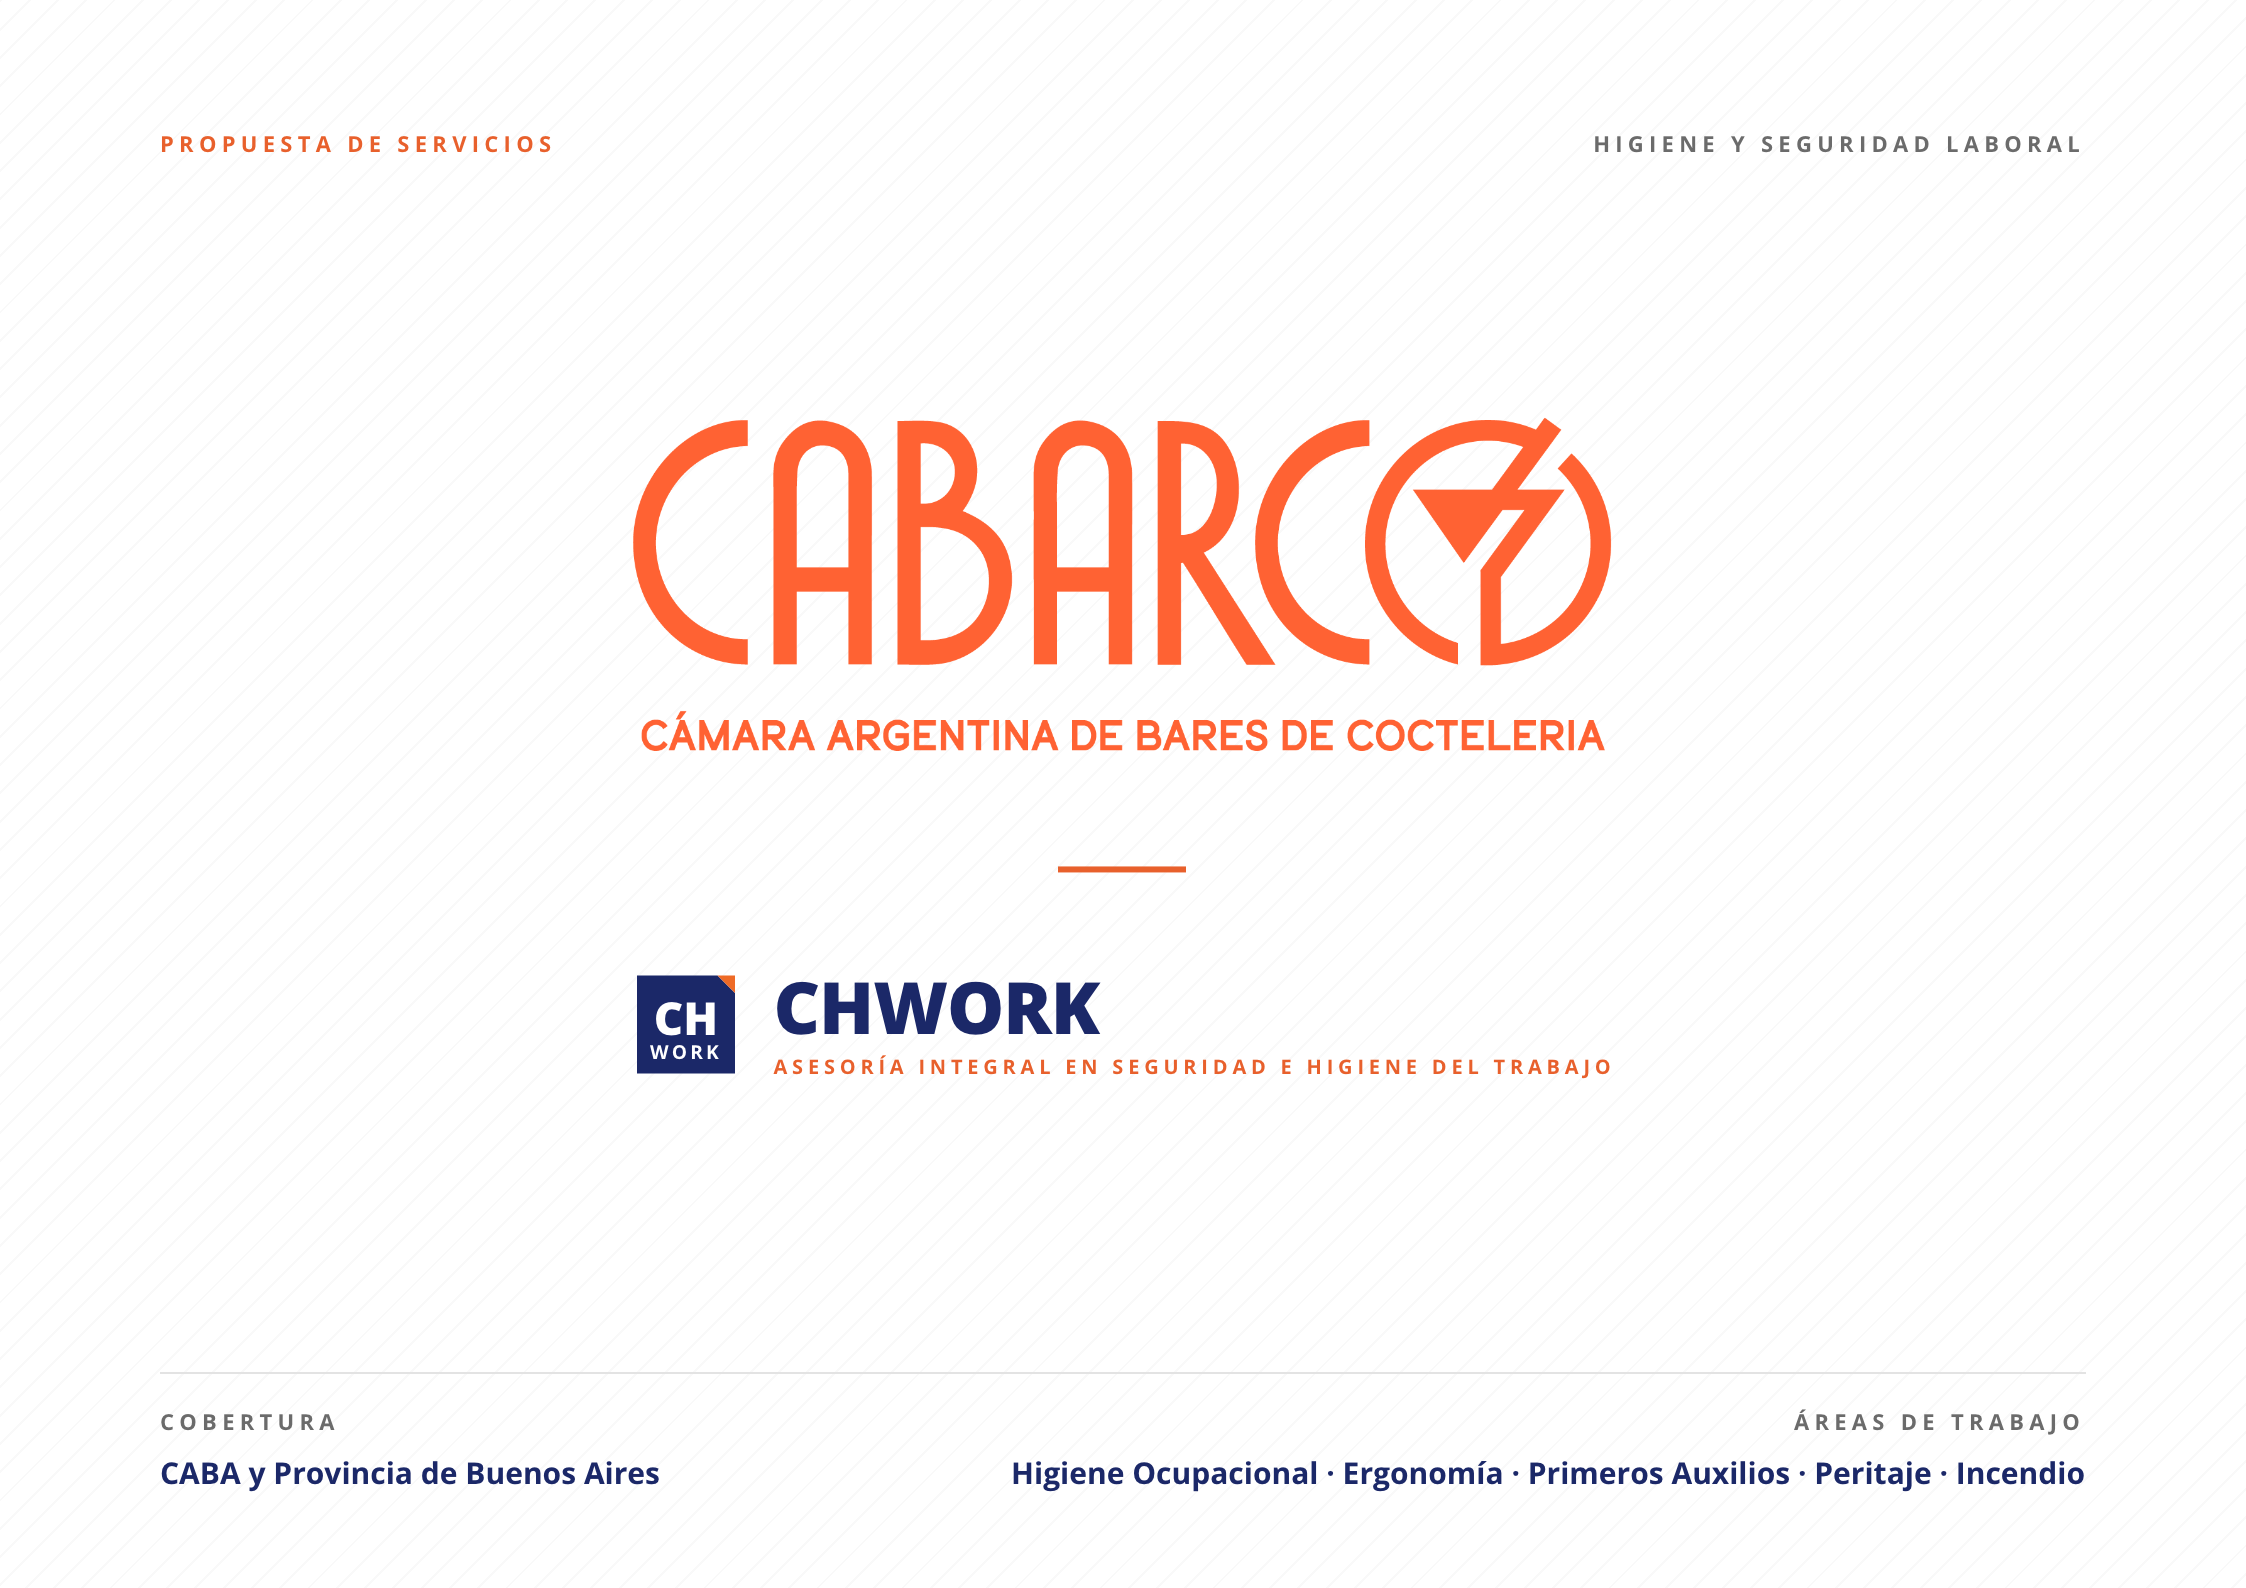 PROPUESTA DE SERVICIOS
HIGIENE Y SEGURIDAD LABORAL
CABARCO
CÁMARA ARGENTINA DE BARES DE COCTELERIA
CH
WORK
CHWORK
ASESORÍA INTEGRAL EN SEGURIDAD E HIGIENE DEL TRABAJO
COBERTURA
CABA y Provincia de Buenos Aires
ÁREAS DE TRABAJO
Higiene Ocupacional · Ergonomía · Primeros Auxilios · Peritaje · Incendio